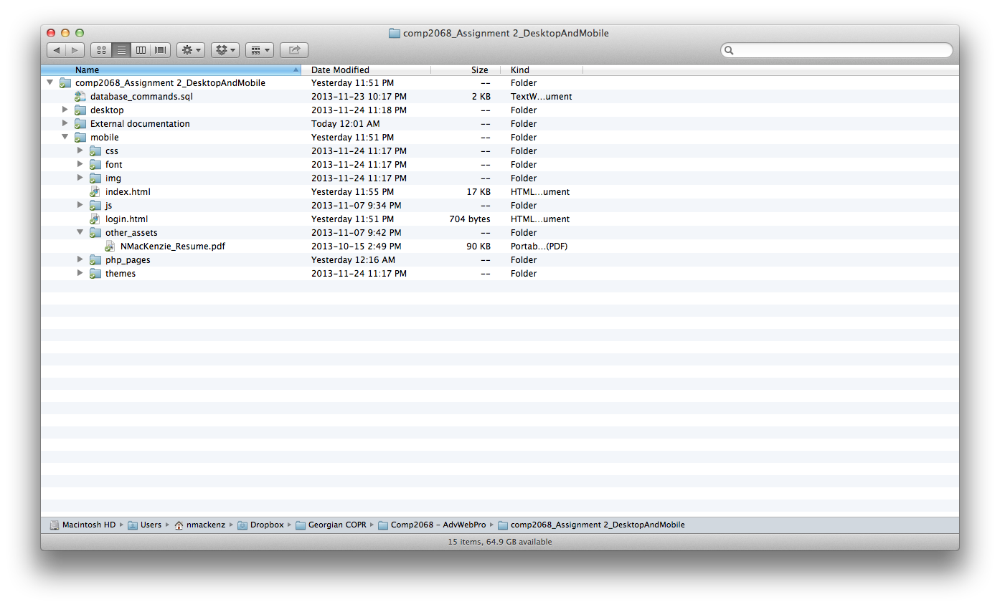 comp2068_Assignment 2_DesktopAndMobile
Name Date Modified Size Kind
comp2068_Assignment 2_DesktopAndMobile Yesterday 11:51 PM -- Folder
database_commands.sql 2013-11-23 10:17 PM 2 KB TextW...ument
desktop 2013-11-24 11:18 PM -- Folder
External documentation Today 12:01 AM -- Folder
mobile Yesterday 11:51 PM -- Folder
css 2013-11-24 11:17 PM -- Folder
font 2013-11-24 11:17 PM -- Folder
img 2013-11-24 11:17 PM -- Folder
index.html Yesterday 11:55 PM 17 KB HTML...ument
js 2013-11-07 9:34 PM -- Folder
login.html Yesterday 11:51 PM 704 bytes HTML...ument
other_assets 2013-11-07 9:42 PM -- Folder
NMacKenzie_Resume.pdf 2013-10-15 2:49 PM 90 KB Portab...(PDF)
php_pages Yesterday 12:16 AM -- Folder
themes 2013-11-24 11:17 PM -- Folder
Macintosh HD Users nmackenz Dropbox Georgian COPR Comp2068 – AdvWebPro comp2068_Assignment 2_DesktopAndMobile
15 items, 64.9 GB available